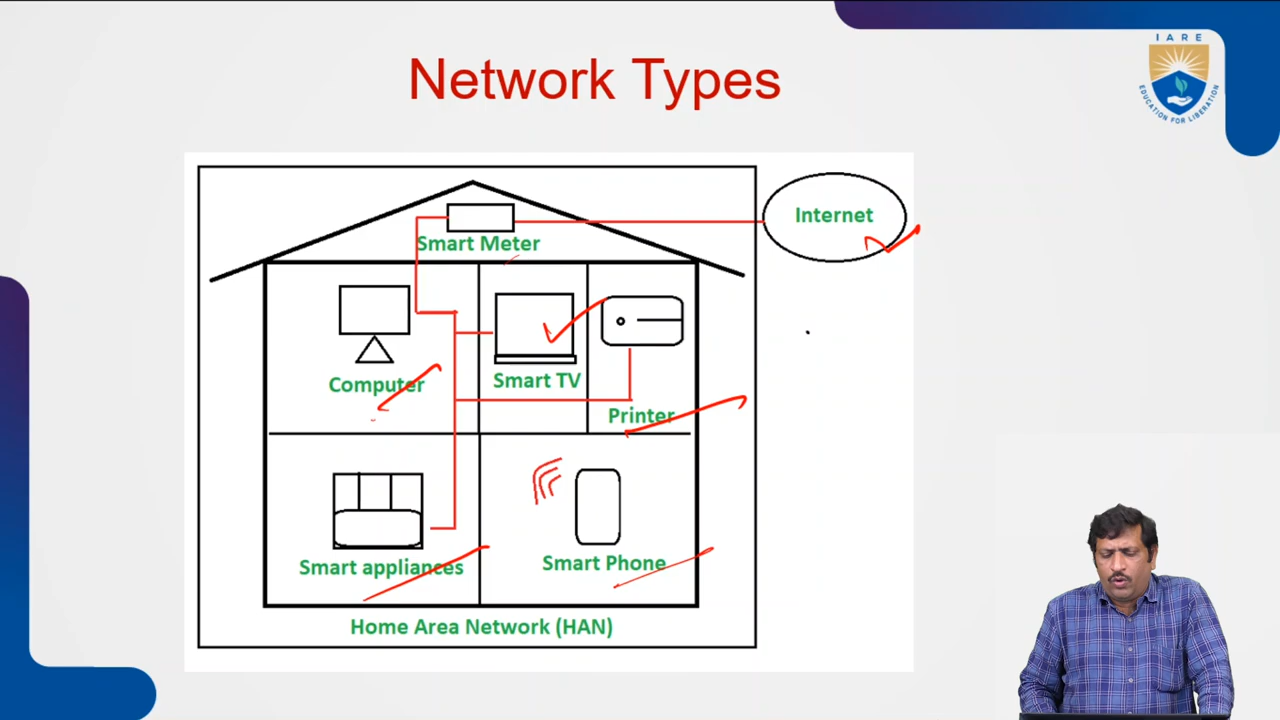 IARE
EDUCATION FOR LIBERATION
Network Types
Internet
Smart Meter
Computer
Smart TV
Printer
Smart appliances
Smart Phone
Home Area Network (HAN)